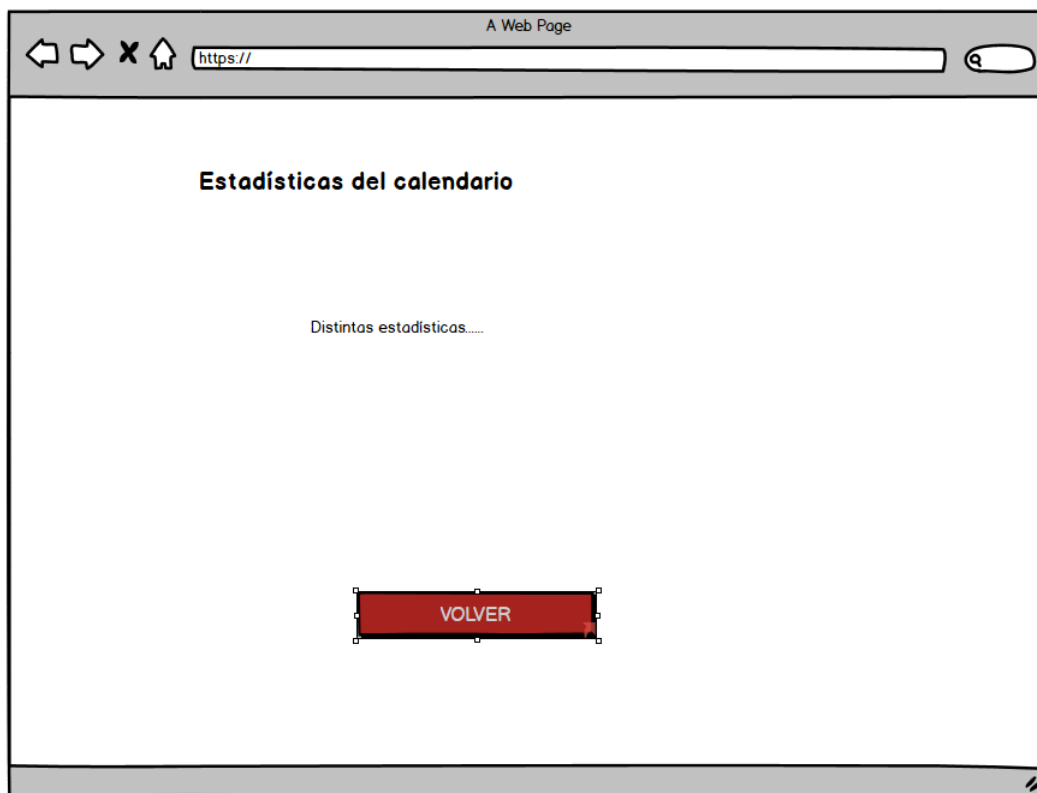 A Web Page
https://
Estadísticas del calendario
Distintas estadísticas......
VOLVER